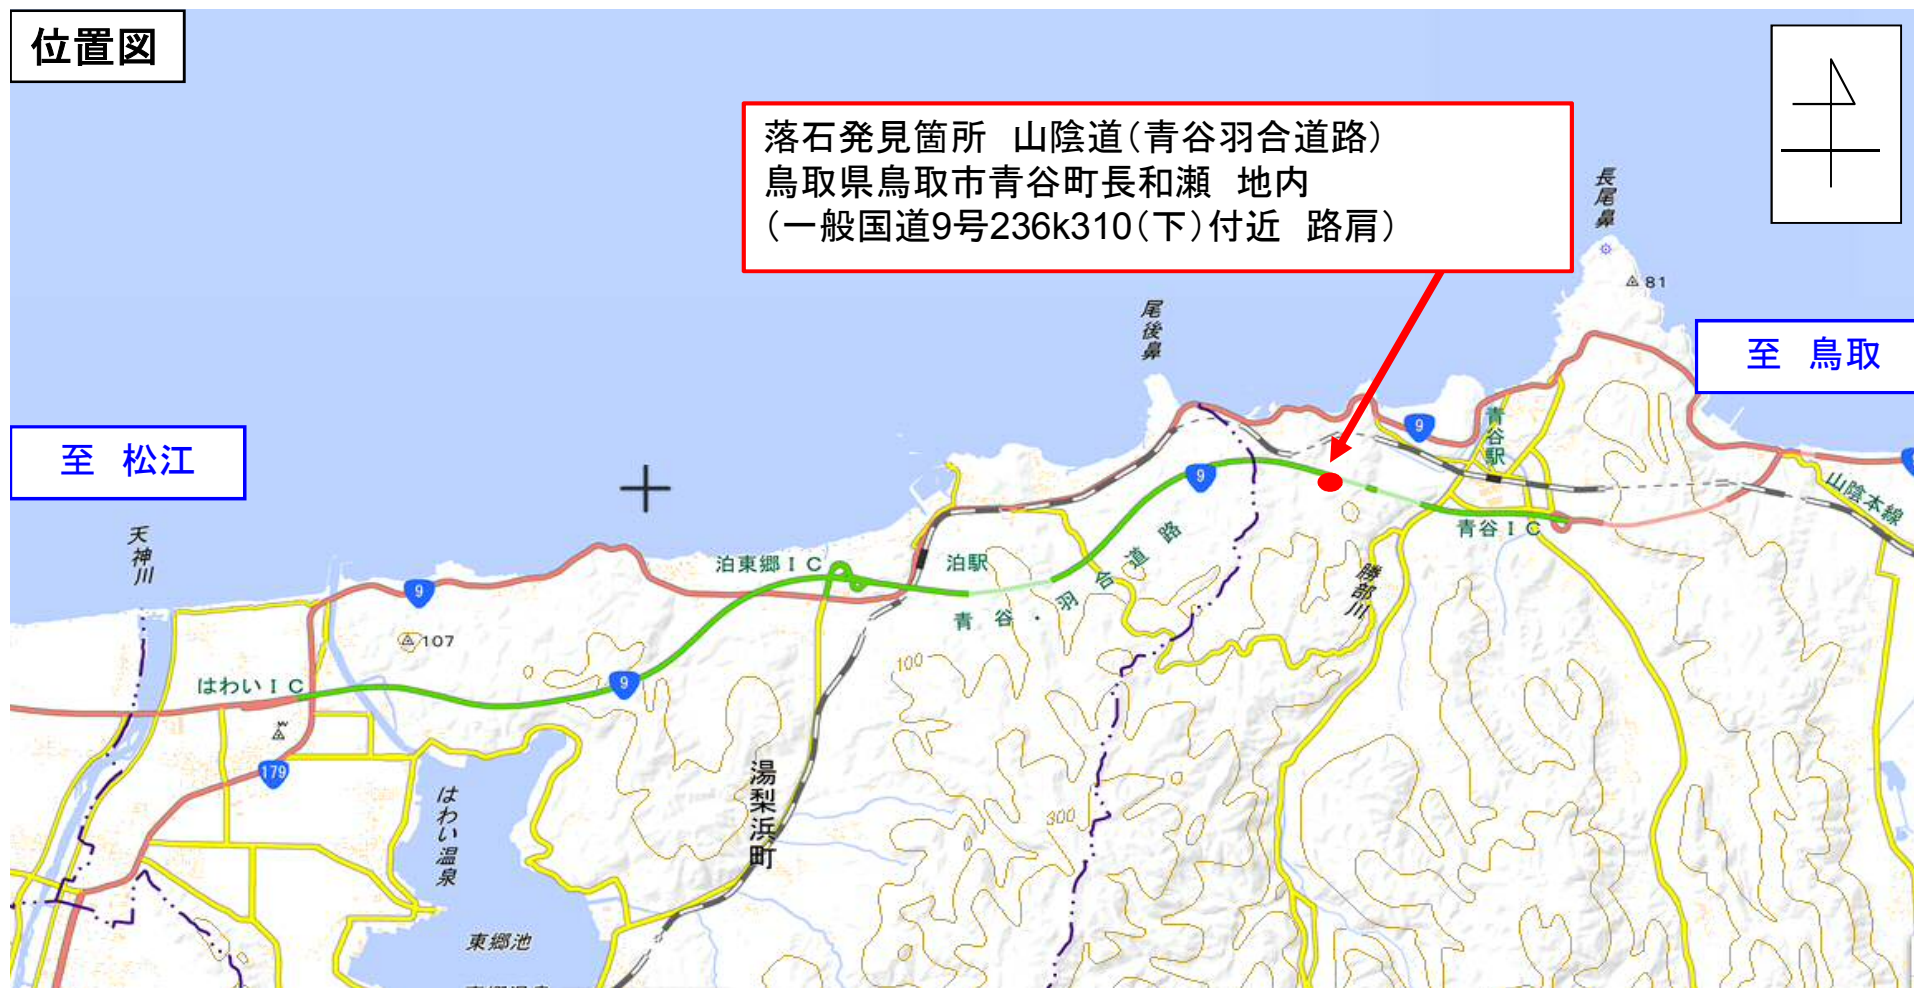 位置図
落石発見箇所　山陰道（青谷羽合道路）
鳥取県鳥取市青谷町長和瀬　地内
（一般国道9号236k310（下）付近　路肩）
長尾鼻
81
尾後鼻
至　鳥取
至　松江
9
青谷駅
9
山陰本線
天神川
泊東郷IC
泊駅
青谷IC
9
青谷・羽合道路
勝部川
107
100
はわいIC
9
179
湯梨浜町
はわい温泉
300
東郷池